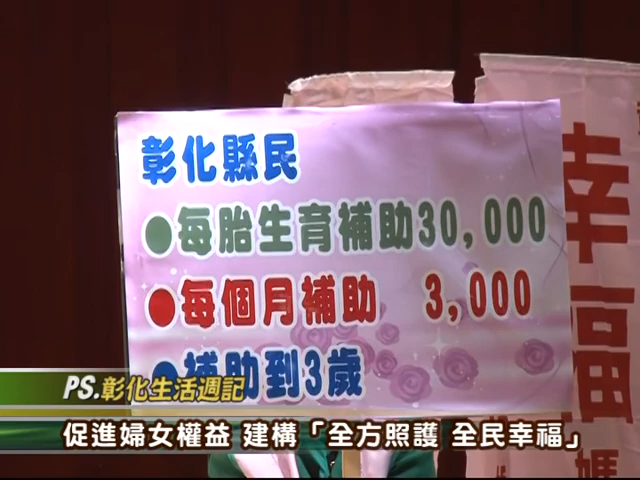 彰化縣民
●每胎生育補助30,000
●每個月補助 3,000
●補助到3歲
幸福媽
PS.彰化生活週記
促進婦女權益 建構「全方照護 全民幸福」